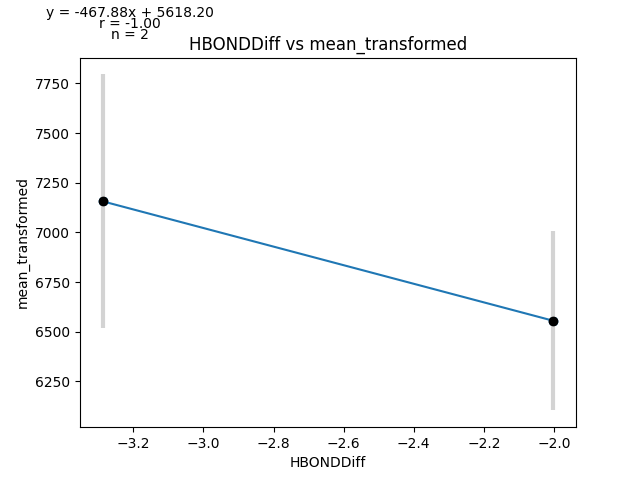 y = -467.88x + 5618.20
r = -1.00
n = 2
HBONDDiff vs mean_transformed
7750
7500
7250
7000
6750
6500
6250
mean_transformed
−3.2 −3.0 −2.8 −2.6 −2.4 −2.2 −2.0
HBONDDiff